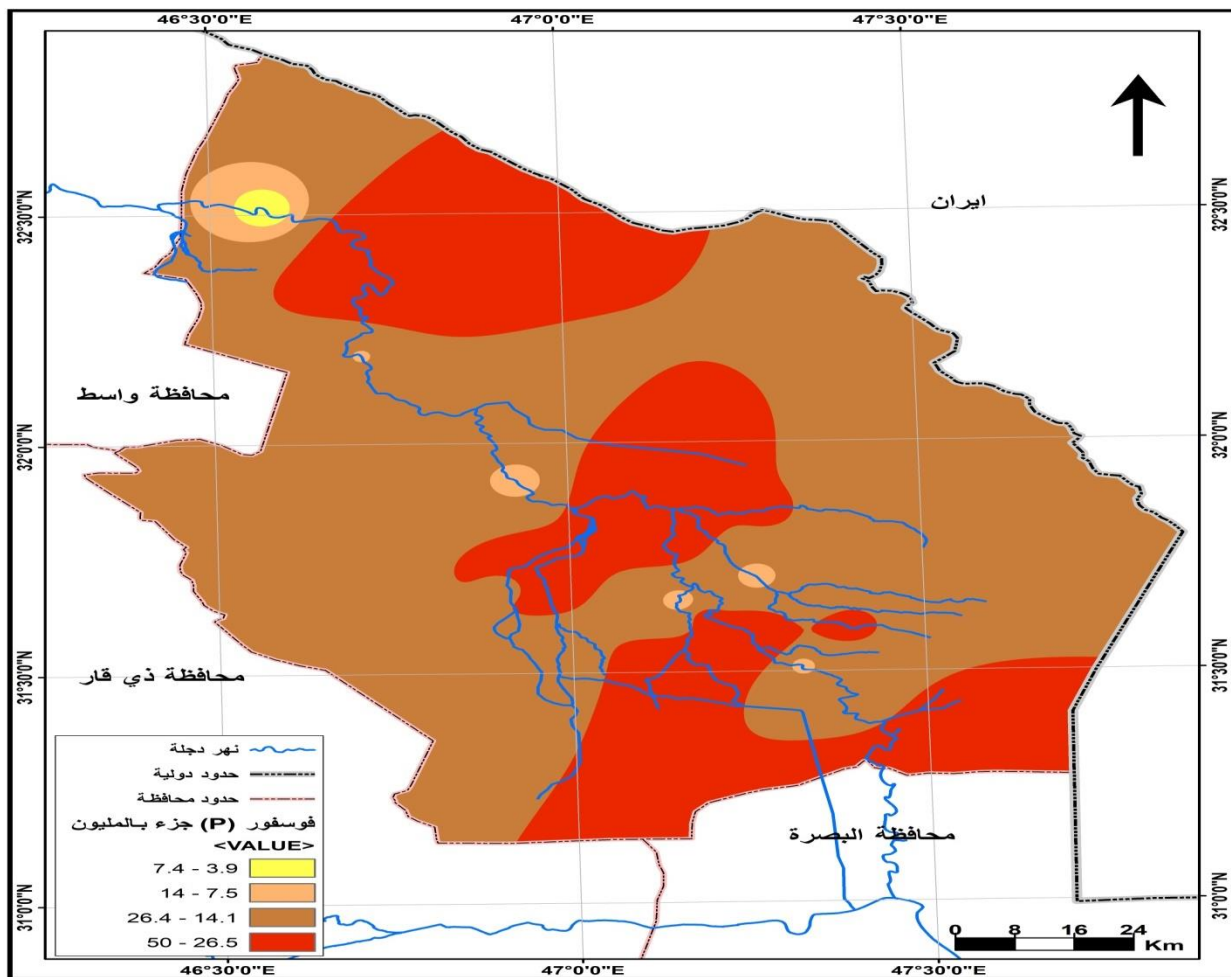 46°30'0"E
47°0'0"E
47°30'0"E
32°30'0"N
32°30'0"N
ايران
محافظة واسط
32°0'0"N
32°0'0"N
محافظة ذي قار
31°30'0"N
31°30'0"N
نهر دجلة
حدود دولية
حدود محافظة
فوسفور (P) جزء بالمليون
<VALUE>
7.4 - 3.9
14 - 7.5
26.4 - 14.1
50 - 26.5
محافظة البصرة
31°0'0"N
31°0'0"N
0 8 16 24
Km
46°30'0"E
47°0'0"E
47°30'0"E